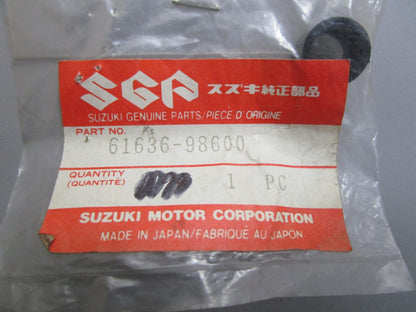 SGP スズキ純正部品
SUZUKI GENUINE PARTS/PIECE D'ORIGINE
PART NO.
61636-98600
QUANTITY
(QUANTITÉ) 1 PC
SUZUKI MOTOR CORPORATION
MADE IN JAPAN/FABRIQUÉ AU JAPON